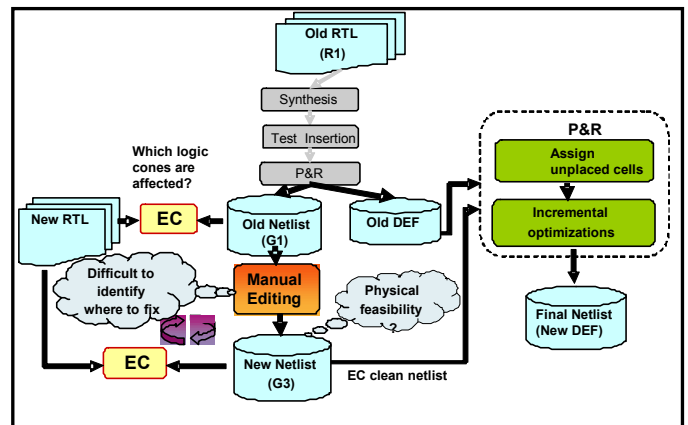 Old RTL
(R1)
Synthesis
Test Insertion
P&R
Which logic
cones are
affected?
New RTL
EC
Old Netlist
(G1)
Old DEF
P&R
Assign
unplaced cells
Incremental
optimizations
Final Netlist
(New DEF)
Difficult to
identify
where to fix
Manual
Editing
Physical
feasibility
?
EC
New Netlist
(G3)
EC clean netlist